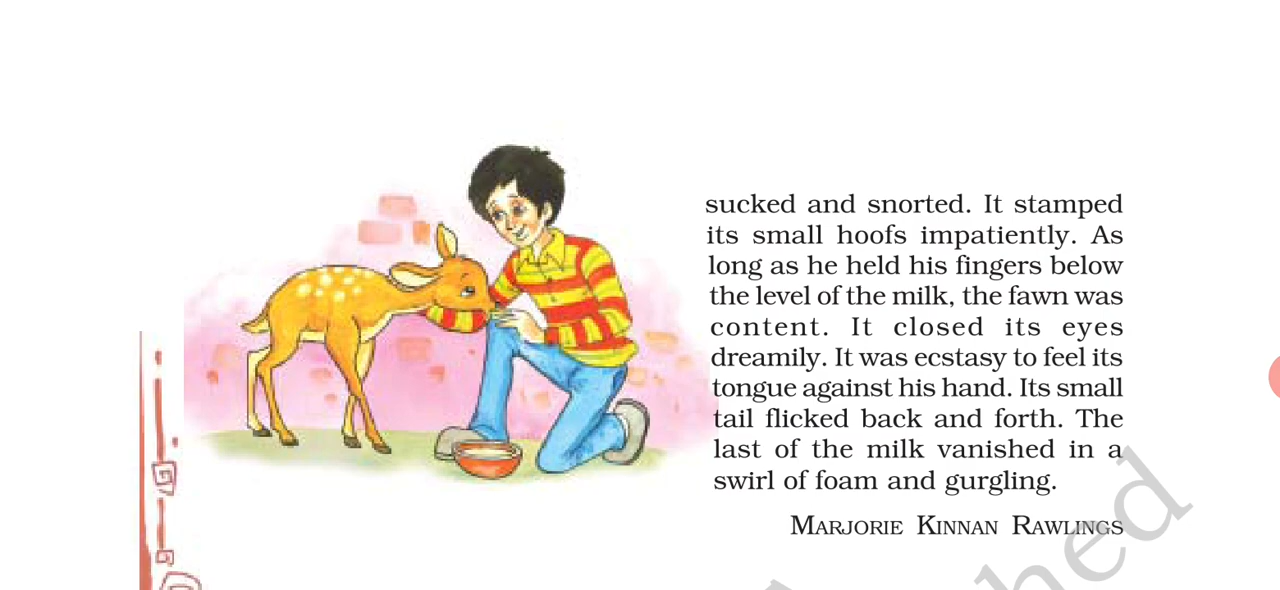 sucked and snorted. It stamped
its small hoofs impatiently. As
long as he held his fingers below
the level of the milk, the fawn was
content. It closed its eyes
dreamily. It was ecstasy to feel its
tongue against his hand. Its small
tail flicked back and forth. The
last of the milk vanished in a
swirl of foam and gurgling.
MARJORIE KINNAN RAWLINGS
hed